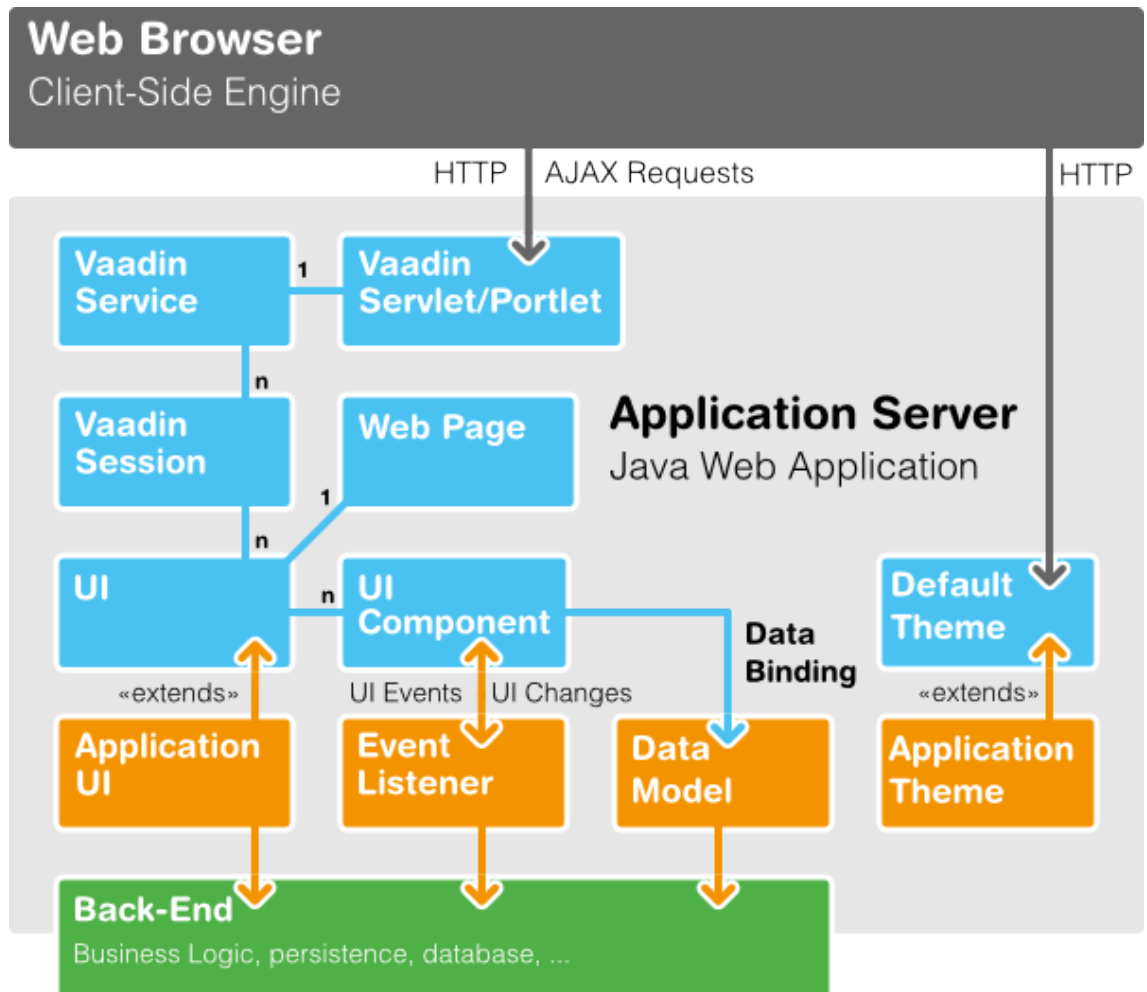 Web Browser
Client-Side Engine
HTTP
AJAX Requests
HTTP
Vaadin
Service
1
Vaadin
Servlet/Portlet
n
Vaadin
Session
Web Page
Application Server
Java Web Application
1
n
UI
n
UI
Component
Data
Binding
Default
Theme
«extends»
UI Events
UI Changes
«extends»
Application
UI
Event
Listener
Data
Model
Application
Theme
Back-End
Business Logic, persistence, database, ...